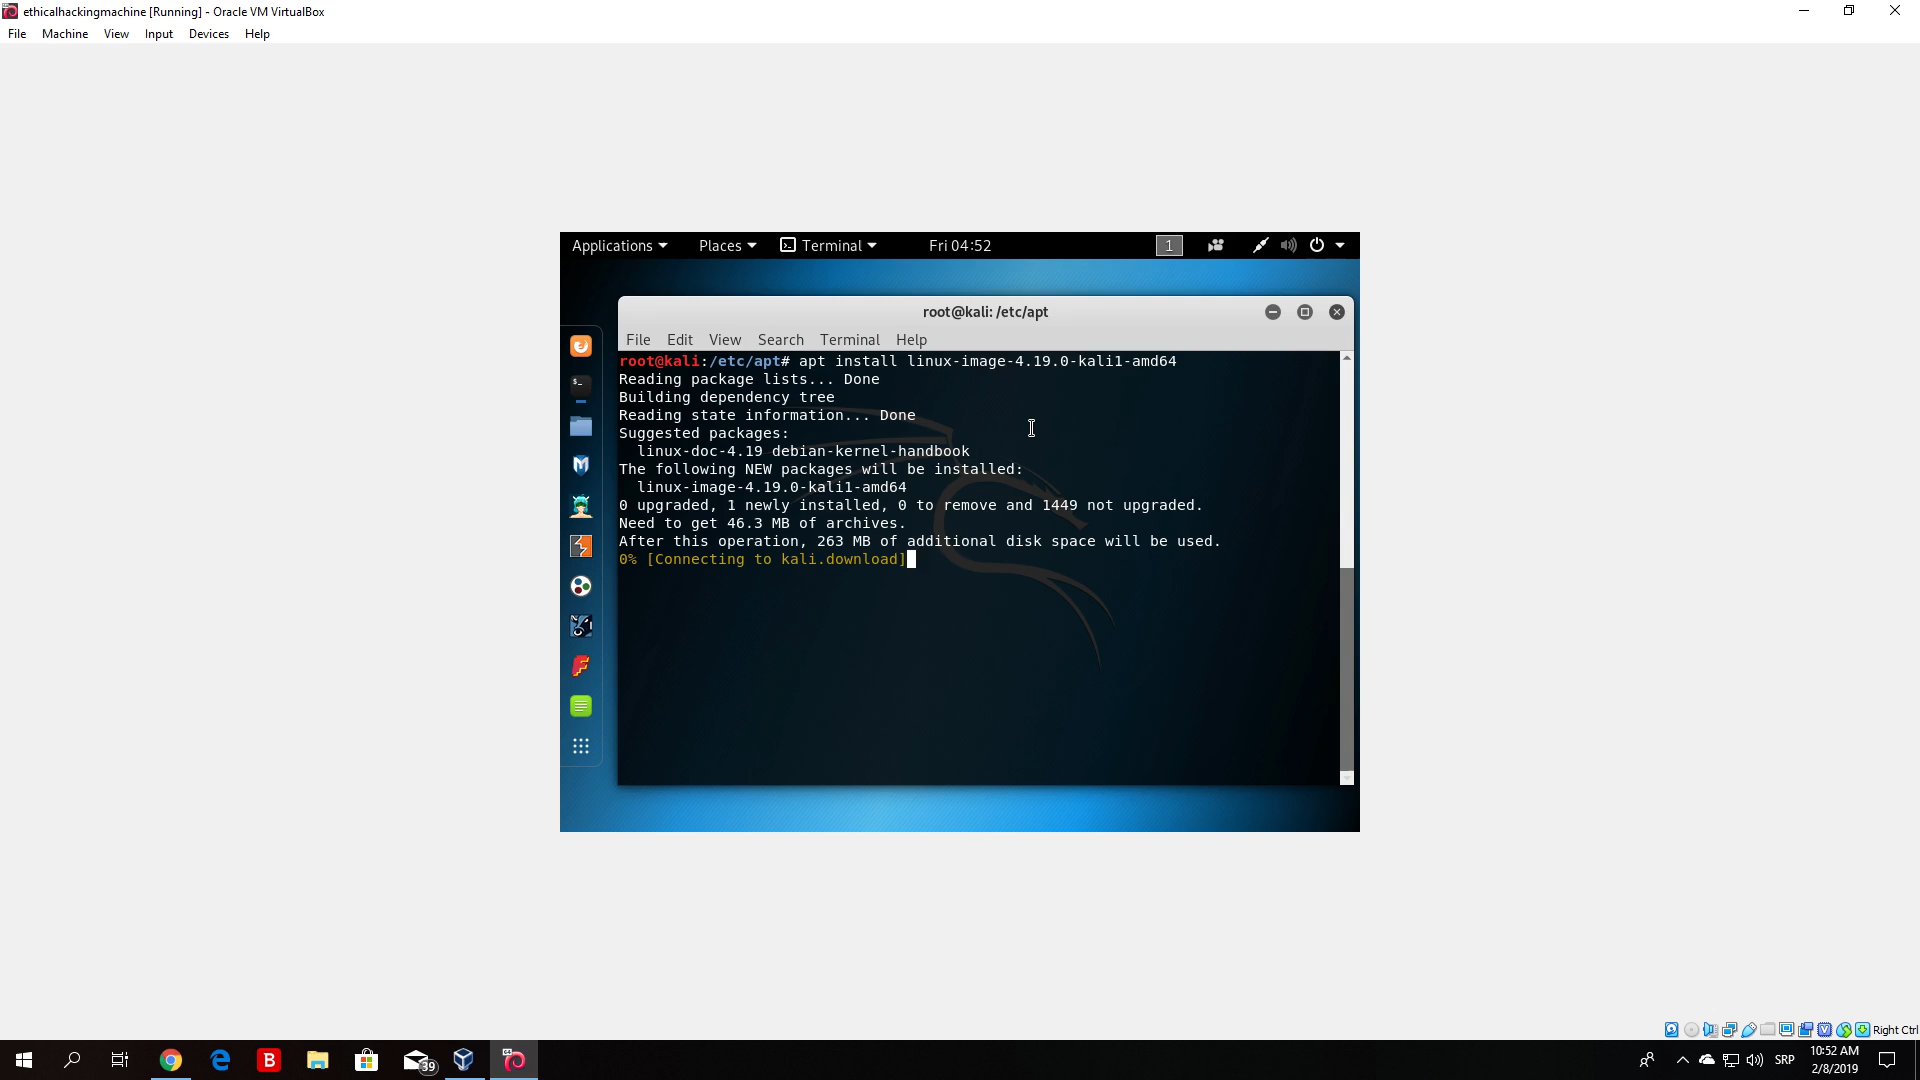 ethicalhackingmachine [Running] - Oracle VM VirtualBox
File Machine View Input Devices Help
Applications Places Terminal Fri 04:52 1
root@kali: /etc/apt
File Edit View Search Terminal Help
root@kali:/etc/apt# apt install linux-image-4.19.0-kali1-amd64
Reading package lists... Done
Building dependency tree
Reading state information... Done
Suggested packages:
linux-doc-4.19 debian-kernel-handbook
The following NEW packages will be installed:
linux-image-4.19.0-kali1-amd64
0 upgraded, 1 newly installed, 0 to remove and 1449 not upgraded.
Need to get 46.3 MB of archives.
After this operation, 263 MB of additional disk space will be used.
0% [Connecting to kali.download]
Right Ctrl
B 39 SRP 10:52 AM
2/8/2019